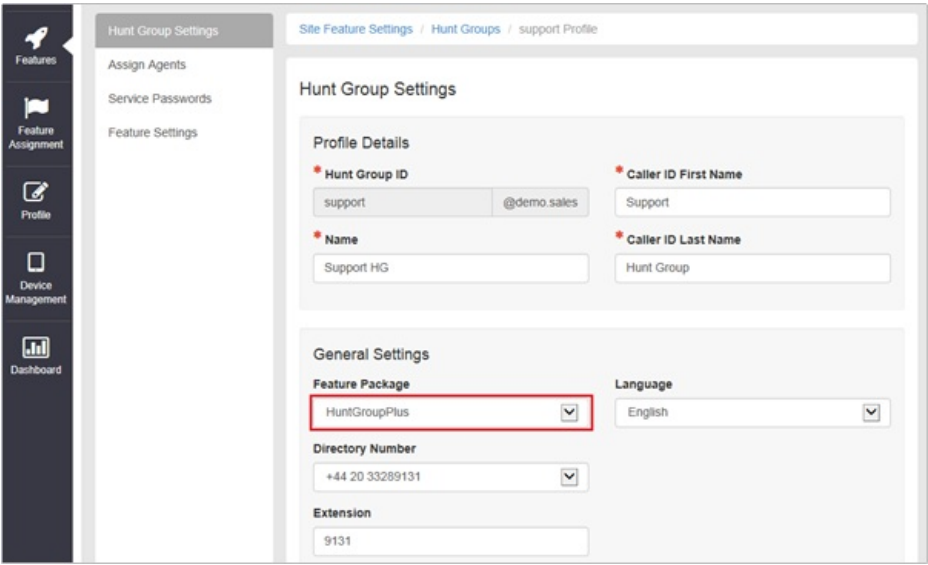 Features
Feature
Assignment
Profile
Device
Management
Dashboard
Hunt Group Settings
Assign Agents
Service Passwords
Feature Settings
Site Feature Settings / Hunt Groups / support Profile
Hunt Group Settings
Profile Details
* Hunt Group ID
support @demo.sales
* Caller ID First Name
Support
* Name
Support HG
* Caller ID Last Name
Hunt Group
General Settings
Feature Package
HuntGroupPlus
Language
English
Directory Number
+44 20 33289131
Extension
9131